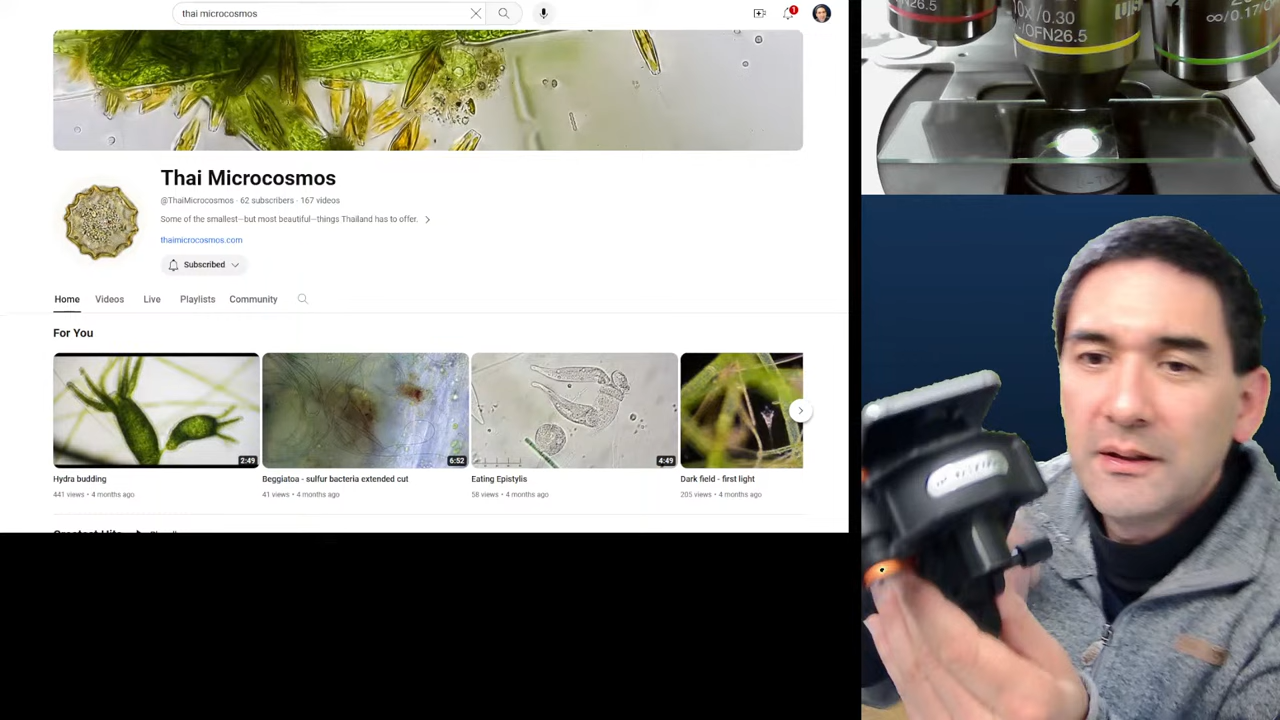 thai microcosmos
1
Thai Microcosmos
@ThaiMicrocosmos · 62 subscribers · 167 videos
Some of the smallest—but most beautiful—things Thailand has to offer.
thaimicrocosmos.com
Subscribed
Home Videos Live Playlists Community
For You
2:49 6:52 4:49
Hydra budding Beggiatoa - sulfur bacteria extended cut Eating Epistylis Dark field - first light
441 views • 4 months ago 41 views • 4 months ago 58 views • 4 months ago 205 views • 4 months ago
10x/0.30
∞/-/OFN26.5
∞/0.17/